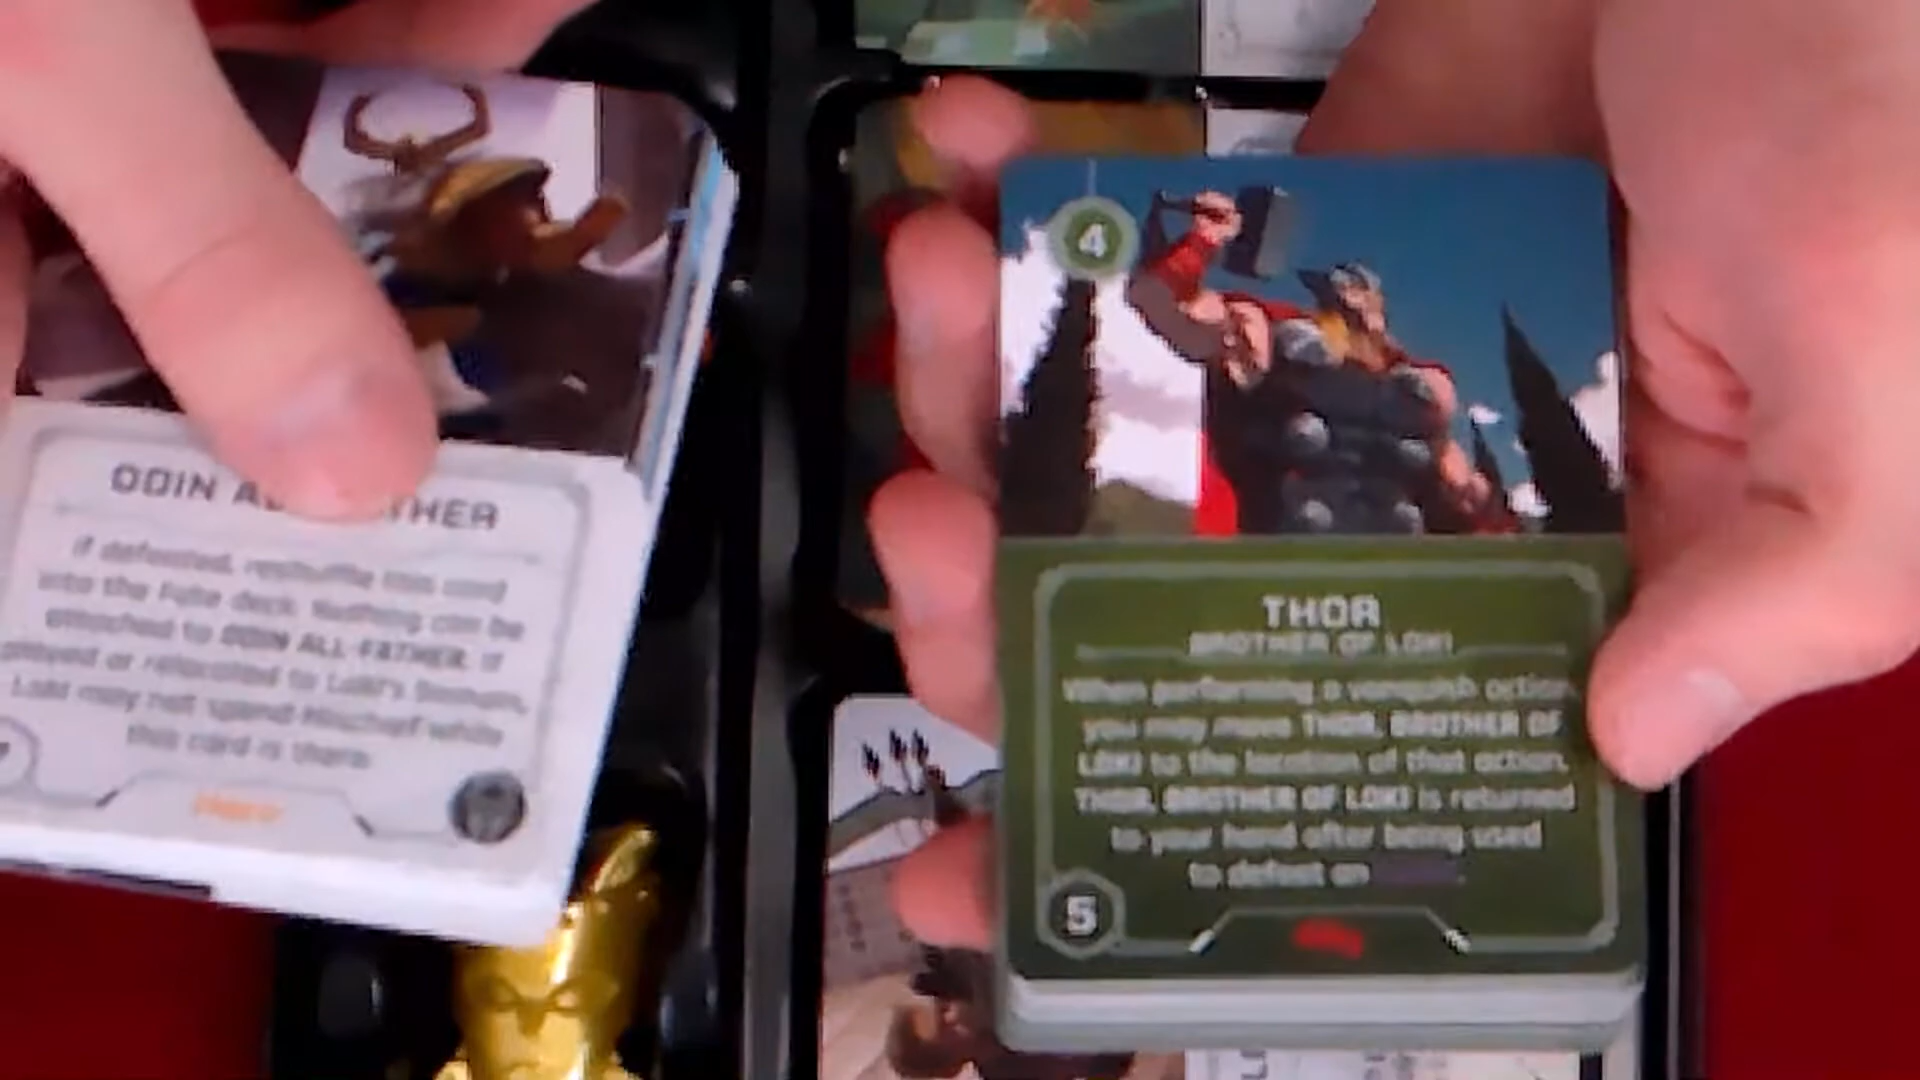 ODIN ALL-FATHER
If defeated, reshuffle this card
into the Fate deck. Nothing can be
attached to ODIN ALL-FATHER. If
played or relocated to Loki's Domain,
Loki may not spend Mischief while
this card is there.
4
THOR
BROTHER OF LOKI
When performing a vanquish action,
you may move THOR, BROTHER OF
LOKI to the location of that action.
THOR, BROTHER OF LOKI is returned
to your hand after being used
to defeat an
5